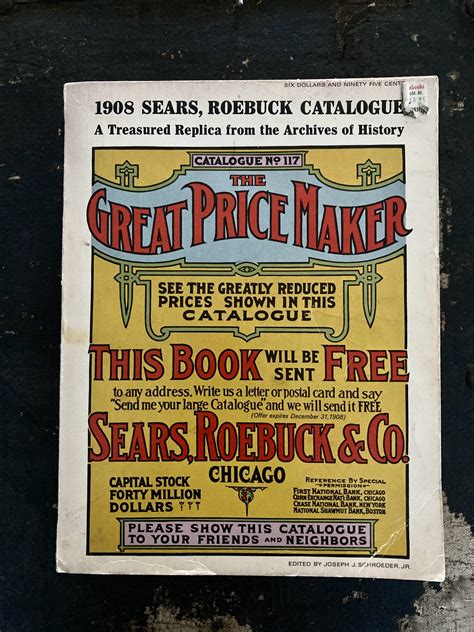 SIX DOLLARS AND NINETY FIVE CENTS
1908 SEARS, ROEBUCK CATALOGUE
A Treasured Replica from the Archives of History
CATALOGUE No 117
THE
GREAT PRICE MAKER
SEE THE GREATLY REDUCED
PRICES SHOWN IN THIS
CATALOGUE
THIS BOOK WILL BE SENT FREE
to any address. Write us a letter or postal card and say
"Send me your large Catalogue" and we will send it FREE
(Offer expires December 31, 1908)
SEARS, ROEBUCK & CO.
CHICAGO
CAPITAL STOCK
FORTY MILLION
DOLLARS
REFERENCE BY SPECIAL
PERMISSION
FIRST NATIONAL BANK, CHICAGO
CORN EXCHANGE NAT'L BANK, CHICAGO
CHASE NATIONAL BANK, NEW YORK
NATIONAL SHAWMUT BANK, BOSTON
PLEASE SHOW THIS CATALOGUE
TO YOUR FRIENDS AND NEIGHBORS
EDITED BY JOSEPH J. SCHROEDER, JR.